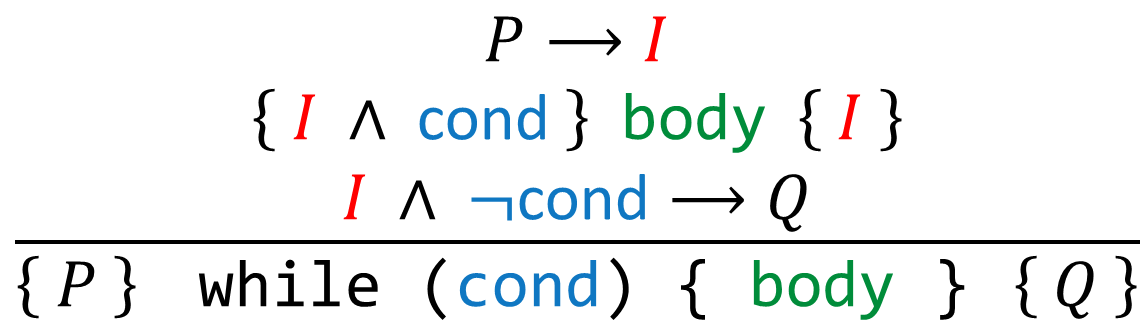 P ⟶ I
{ I ∧ cond } body { I }
I ∧ ¬cond ⟶ Q
{ P } while (cond) { body } { Q }